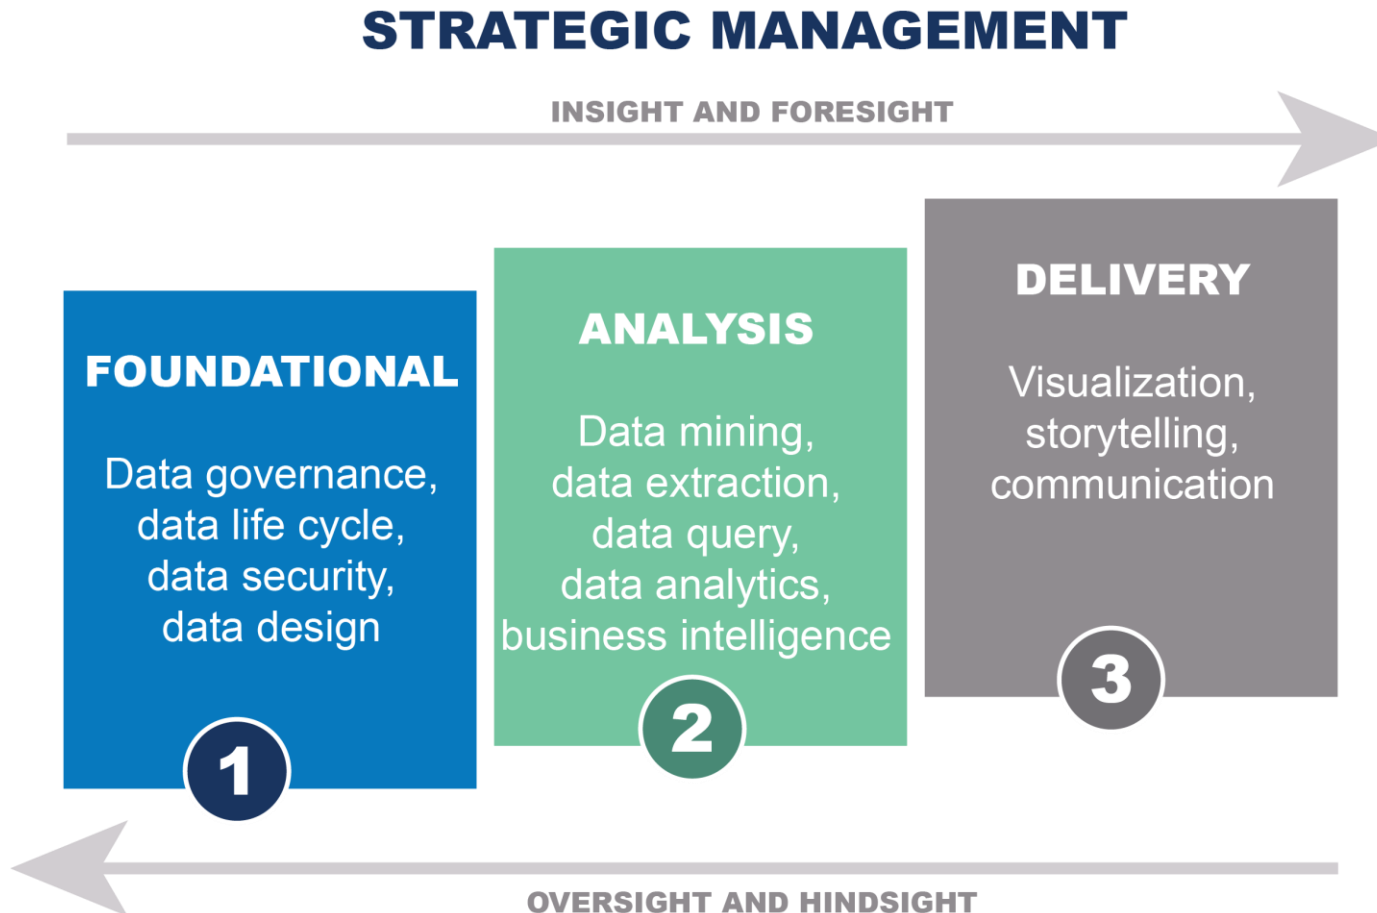 STRATEGIC MANAGEMENT
INSIGHT AND FORESIGHT
FOUNDATIONAL
Data governance,
data life cycle,
data security,
data design
1
ANALYSIS
Data mining,
data extraction,
data query,
data analytics,
business intelligence
2
DELIVERY
Visualization,
storytelling,
communication
3
OVERSIGHT AND HINDSIGHT